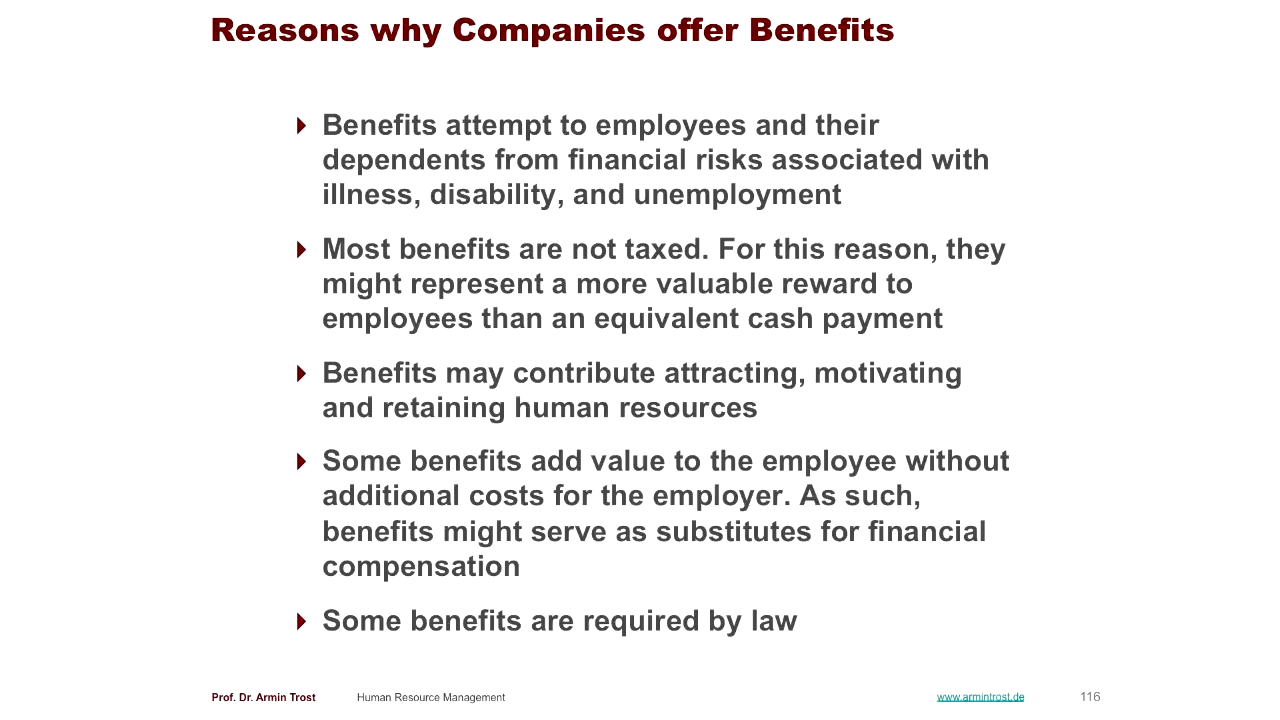 Reasons why Companies offer Benefits
Benefits attempt to employees and their
dependents from financial risks associated with
illness, disability, and unemployment
Most benefits are not taxed. For this reason, they
might represent a more valuable reward to
employees than an equivalent cash payment
Benefits may contribute attracting, motivating
and retaining human resources
Some benefits add value to the employee without
additional costs for the employer. As such,
benefits might serve as substitutes for financial
compensation
Some benefits are required by law
Prof. Dr. Armin Trost Human Resource Management www.armintrost.de 116